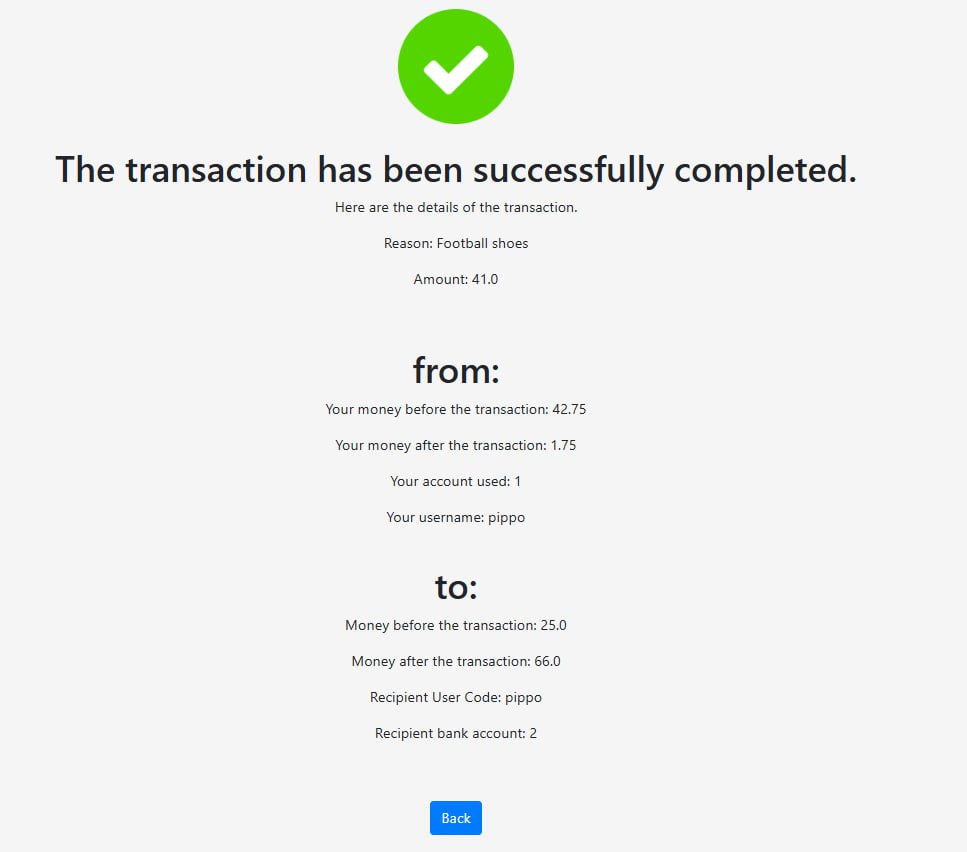 The transaction has been successfully completed.
Here are the details of the transaction.
Reason: Football shoes
Amount: 41.0
from:
Your money before the transaction: 42.75
Your money after the transaction: 1.75
Your account used: 1
Your username: pippo
to:
Money before the transaction: 25.0
Money after the transaction: 66.0
Recipient User Code: pippo
Recipient bank account: 2
Back